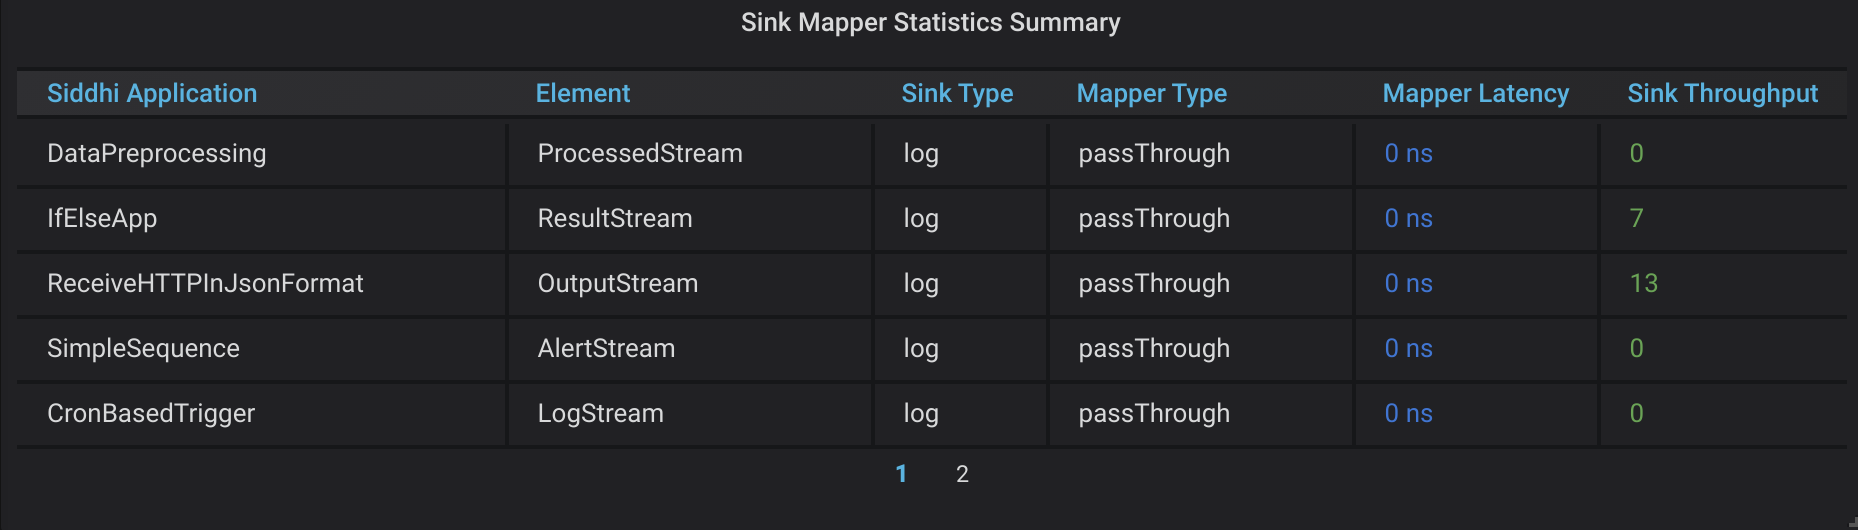 Sink Mapper Statistics Summary
Siddhi Application Element Sink Type Mapper Type Mapper Latency Sink Throughput
DataPreprocessing ProcessedStream log passThrough 0 ns 0
IfElseApp ResultStream log passThrough 0 ns 7
ReceiveHTTPInJsonFormat OutputStream log passThrough 0 ns 13
SimpleSequence AlertStream log passThrough 0 ns 0
CronBasedTrigger LogStream log passThrough 0 ns 0
1 2